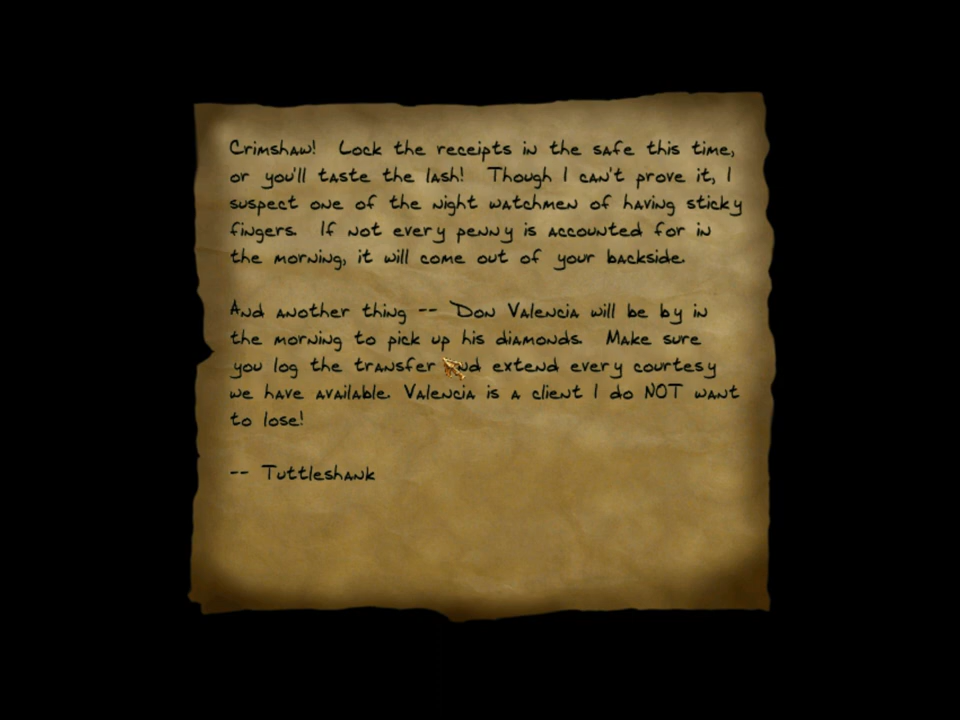 Crimshaw! Lock the receipts in the safe this time,
or you'll taste the lash! Though I can't prove it, I
suspect one of the night watchmen of having sticky
fingers. If not every penny is accounted for in
the morning, it will come out of your backside.
And another thing -- Don Valencia will be by in
the morning to pick up his diamonds. Make sure
you log the transfer and extend every courtesy
we have available. Valencia is a client I do NOT want
to lose!
-- Tuttleshank